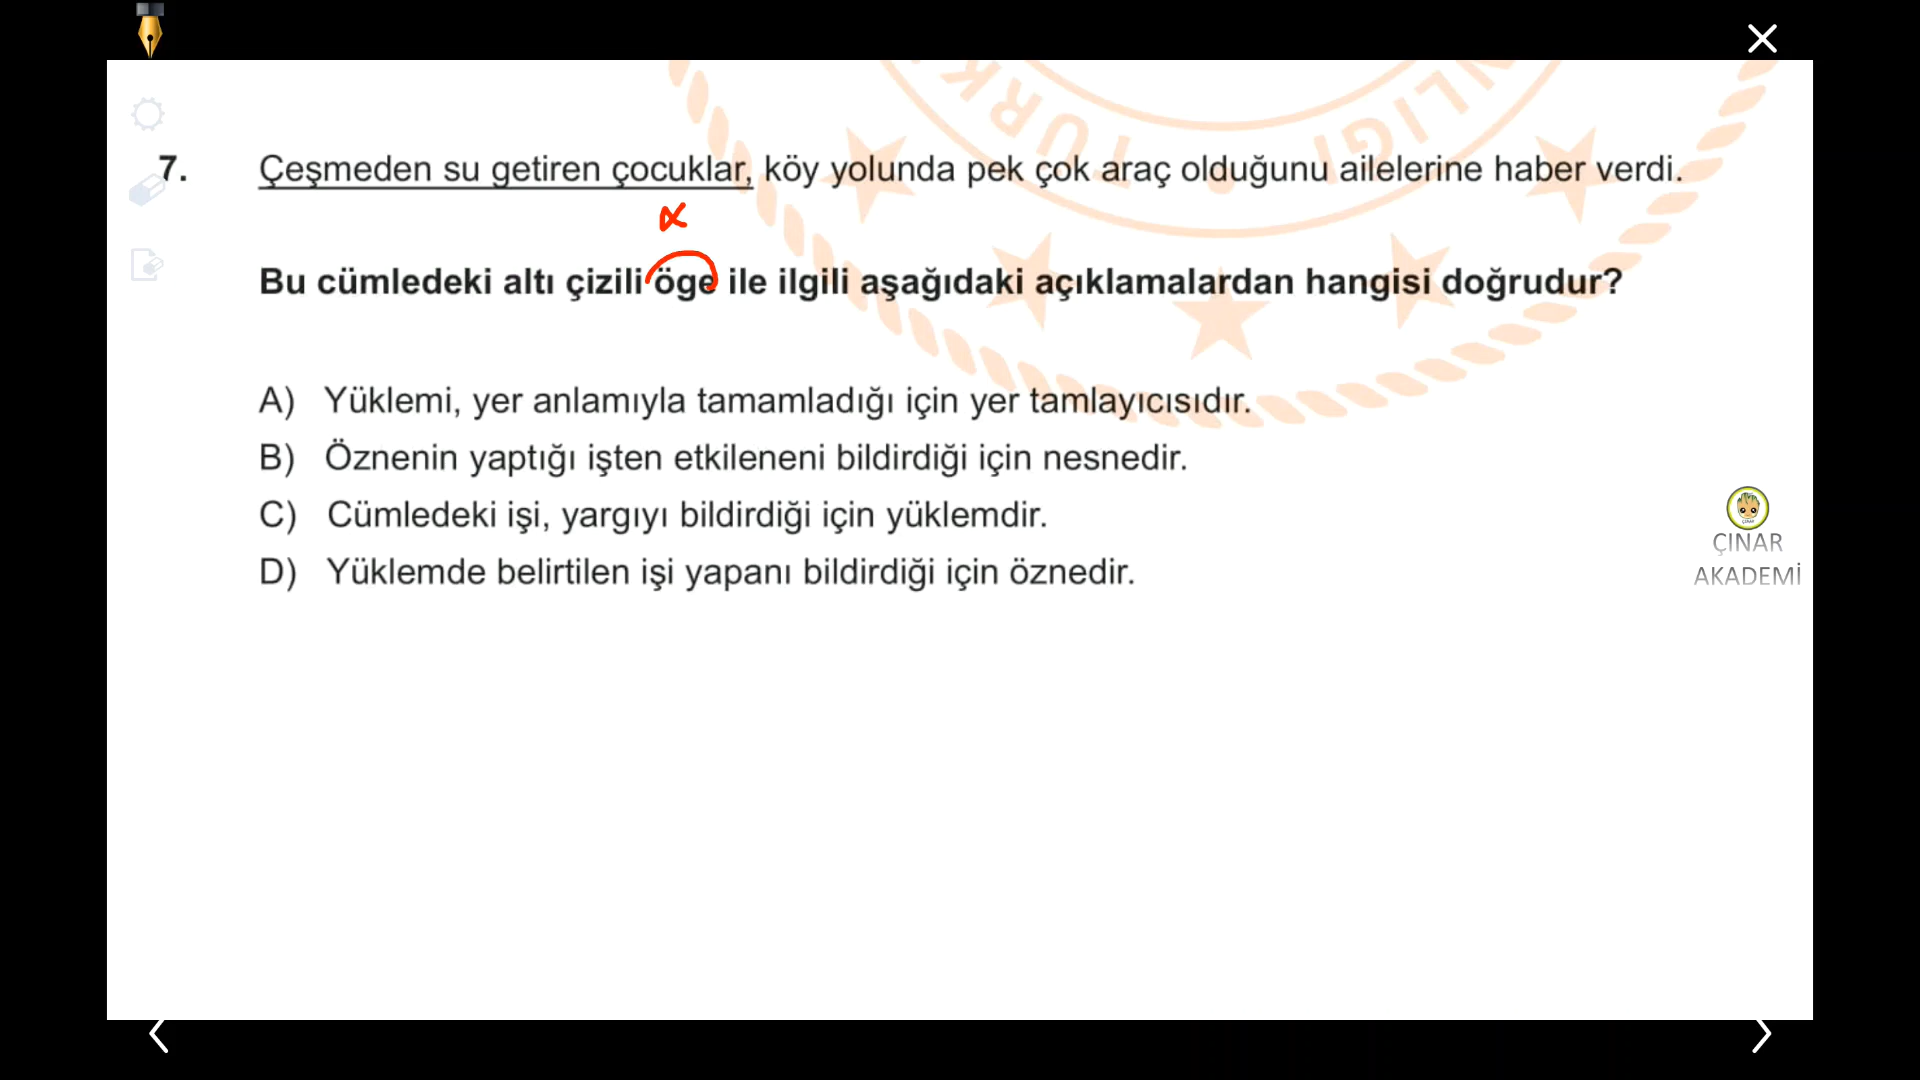 TÜRK
NLIĞI
7. Çeşmeden su getiren çocuklar, köy yolunda pek çok araç olduğunu ailelerine haber verdi.
Bu cümledeki altı çizili öge ile ilgili aşağıdaki açıklamalardan hangisi doğrudur?
A) Yüklemi, yer anlamıyla tamamladığı için yer tamlayıcısıdır.
B) Öznenin yaptığı işten etkileneni bildirdiği için nesnedir.
C) Cümledeki işi, yargıyı bildirdiği için yüklemdir.
D) Yüklemde belirtilen işi yapanı bildirdiği için öznedir.
ÇINAR
AKADEMİ